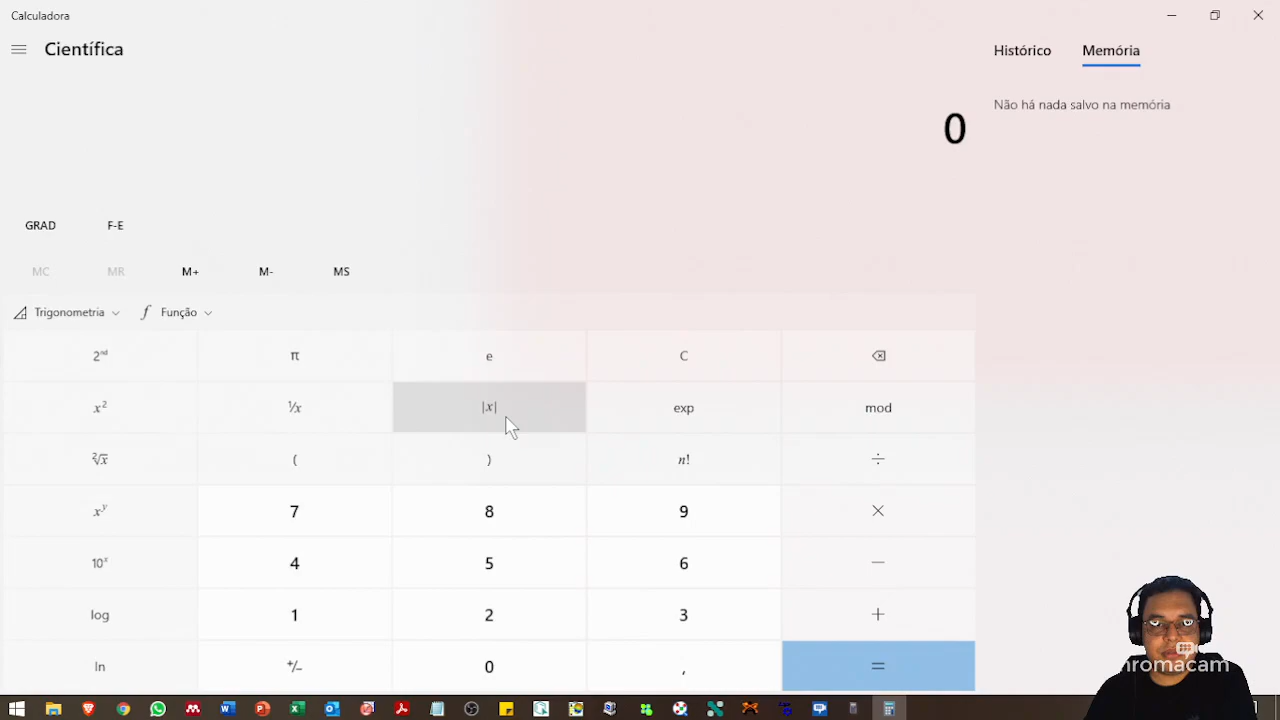 Calculadora
Científica
Histórico Memória
Não há nada salvo na memória
0
GRAD F-E
MC MR M+ M- MS
Trigonometria f Função
2nd π e C
x² ⅟x |x| exp mod
²√x ( ) n! ÷
xʸ 7 8 9 ×
10ˣ 4 5 6 −
log 1 2 3 +
ln +/− 0 , =
hromacam